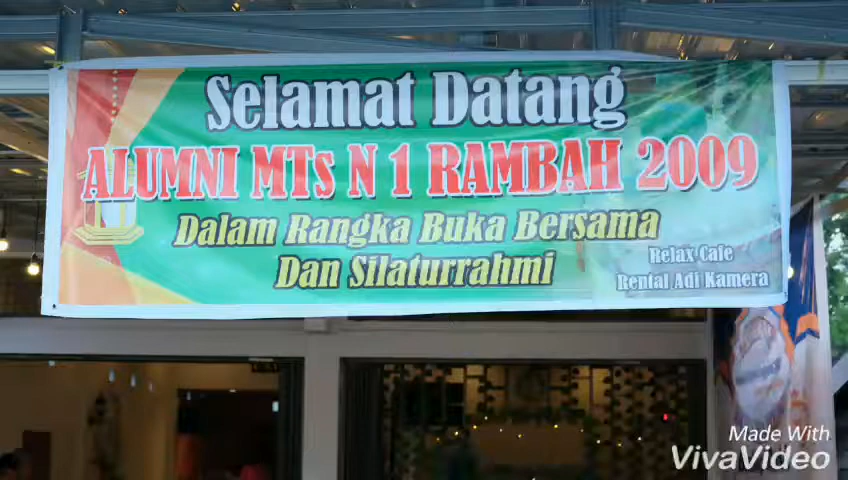 Selamat Datang
ALUMNI MTs N 1 RAMBAH 2009
Dalam Rangka Buka Bersama
Dan Silaturrahmi
Relax Cafe
Rental Adi Kamera
Made With
VivaVideo